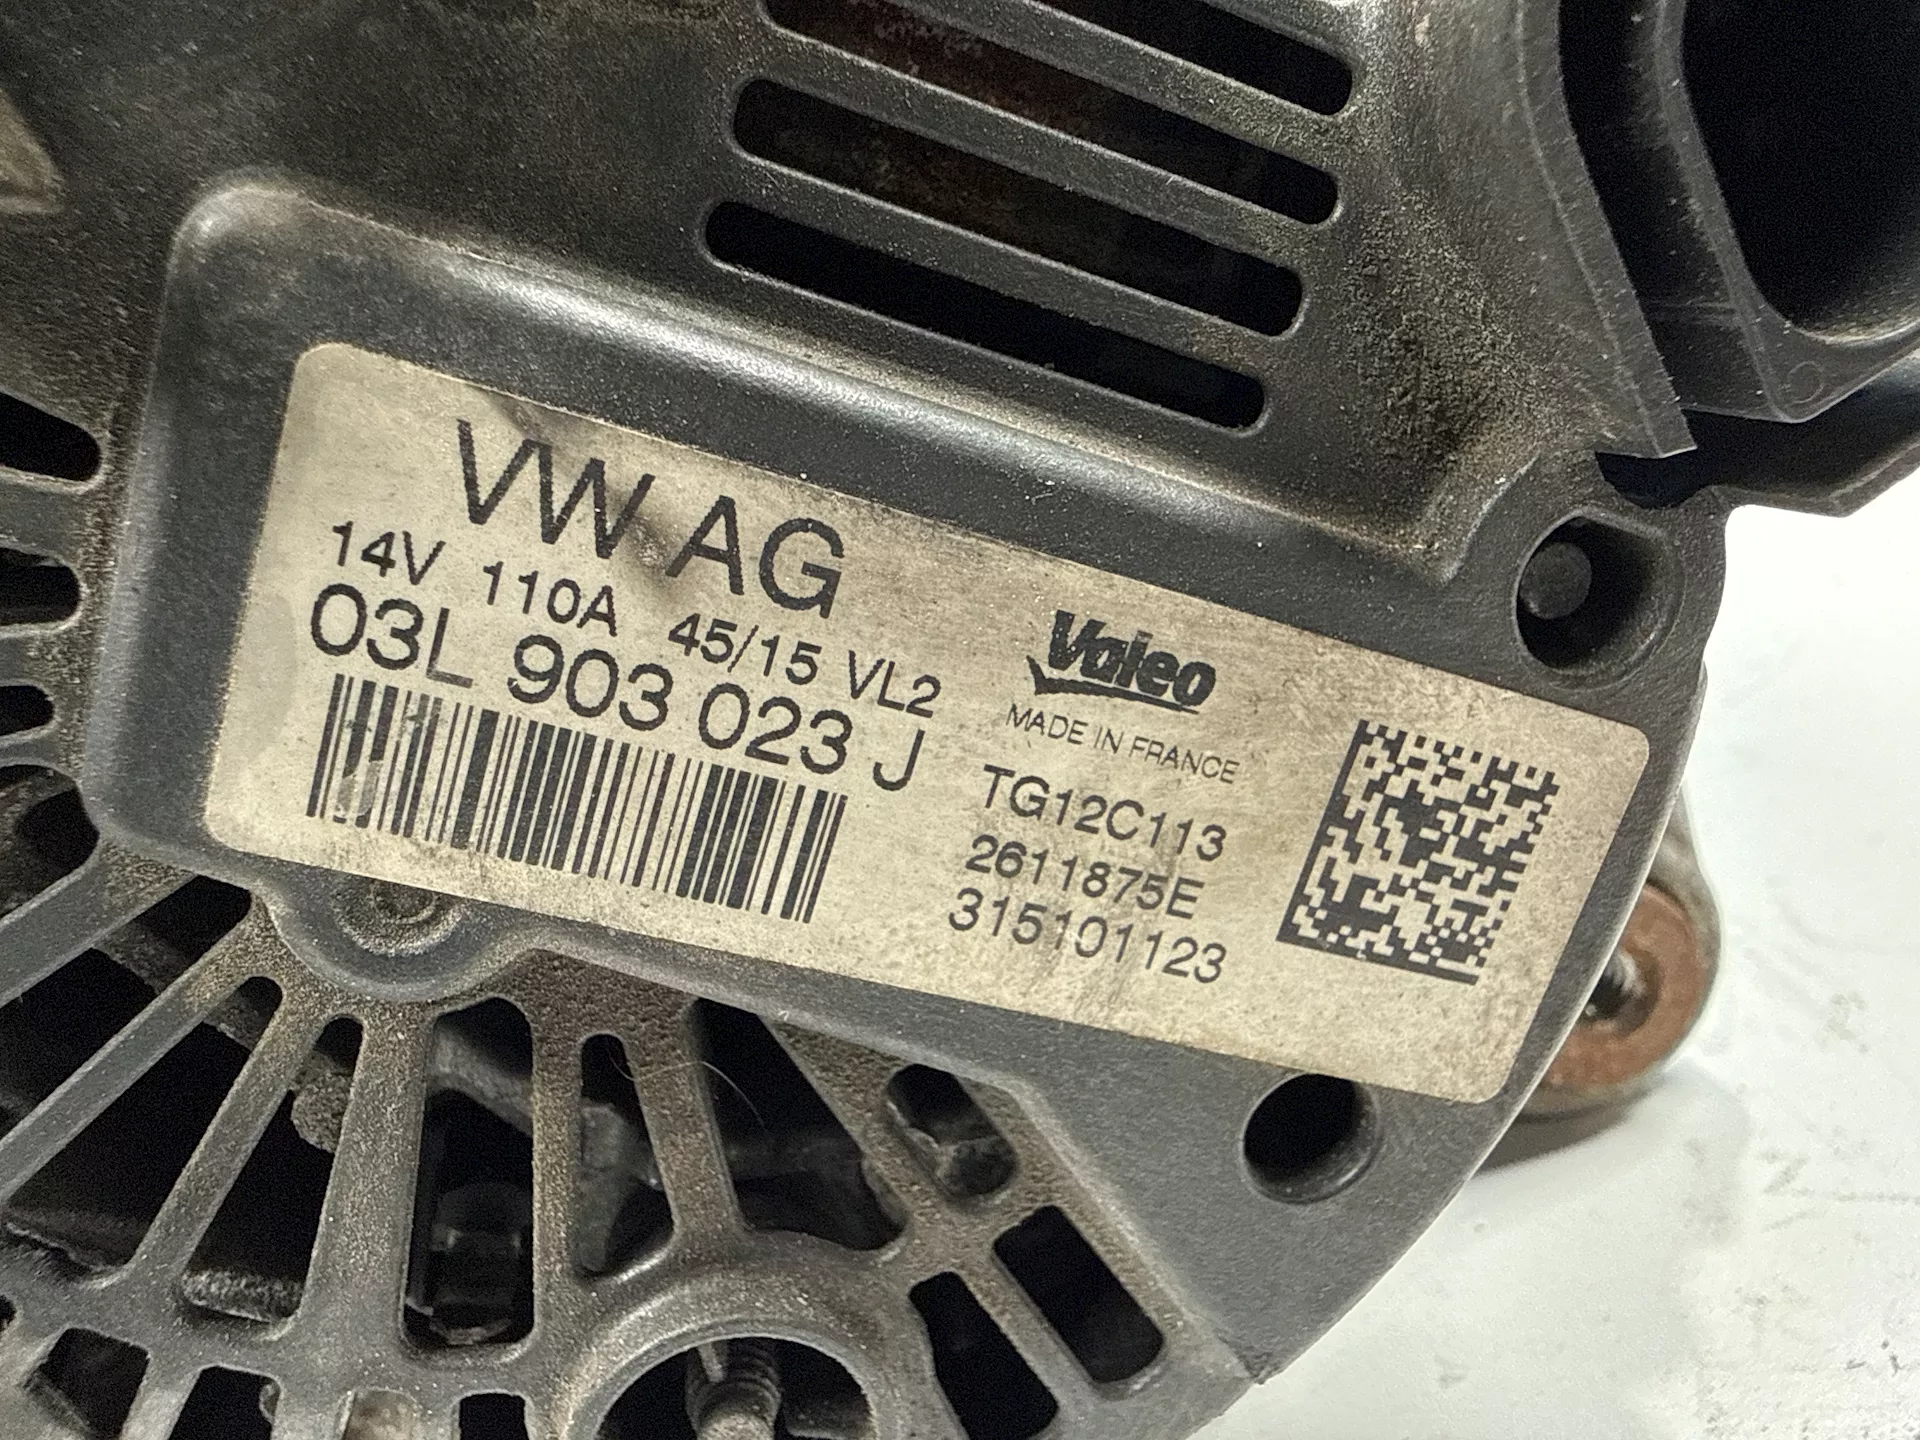 VW AG
14V 110A 45/15 VL2
03L 903 023 J
Valeo
MADE IN FRANCE
TG12C113
2611875E
315101123